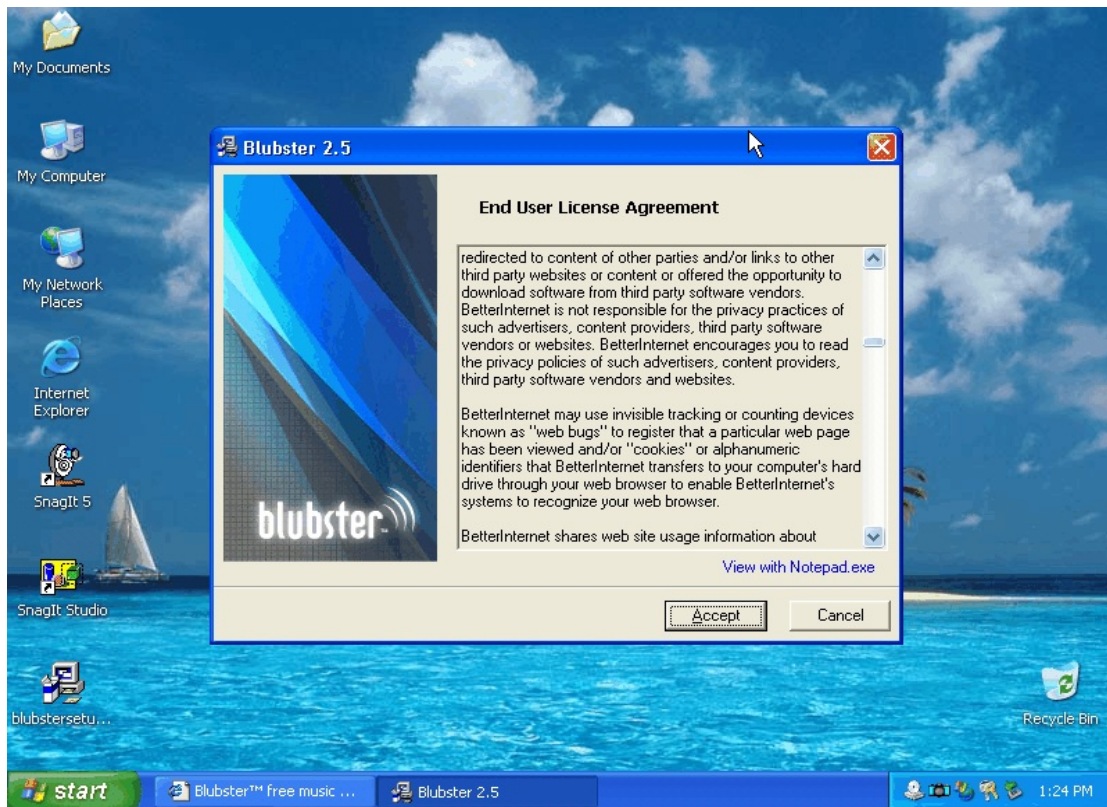 My Documents
My Computer
My Network
Places
Internet
Explorer
SnagIt 5
SnagIt Studio
blubstersetu...
Blubster 2.5
blubster
End User License Agreement
redirected to content of other parties and/or links to other
third party websites or content or offered the opportunity to
download software from third party software vendors.
BetterInternet is not responsible for the privacy practices of
such advertisers, content providers, third party software
vendors or websites. BetterInternet encourages you to read
the privacy policies of such advertisers, content providers,
third party software vendors and websites.
BetterInternet may use invisible tracking or counting devices
known as "web bugs" to register that a particular web page
has been viewed and/or "cookies" or alphanumeric
identifiers that BetterInternet transfers to your computer's hard
drive through your web browser to enable BetterInternet's
systems to recognize your web browser.
BetterInternet shares web site usage information about
View with Notepad.exe
Accept
Cancel
Recycle Bin
start
Blubster™ free music ...
Blubster 2.5
1:24 PM